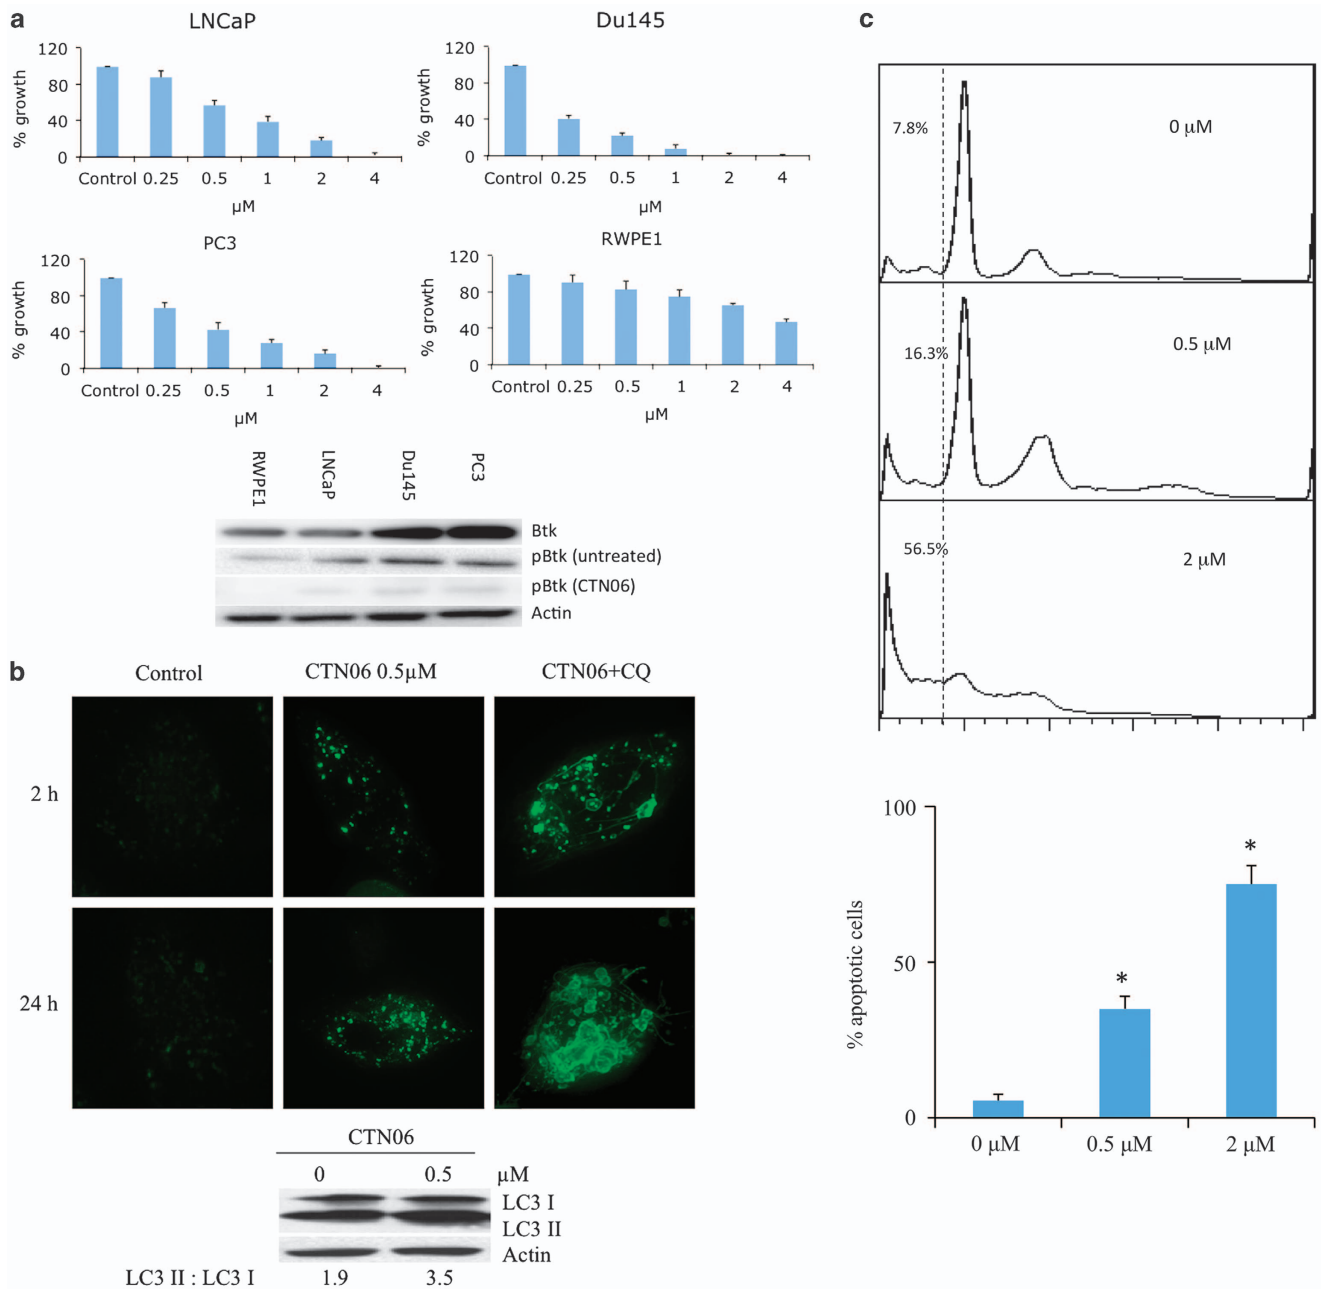 a
LNCaP
% growth
120
80
40
0
Control 0.25 0.5 1 2 4
µM
Du145
% growth
120
80
40
0
Control 0.25 0.5 1 2 4
µM
PC3
% growth
120
80
40
0
Control 0.25 0.5 1 2 4
µM
RWPE1
% growth
120
80
40
0
Control 0.25 0.5 1 2 4
µM
RWPE1 LNCaP Du145 PC3
Btk
pBtk (untreated)
pBtk (CTN06)
Actin
b
Control CTN06 0.5µM CTN06+CQ
2 h
24 h
CTN06
0 0.5 µM
LC3 I
LC3 II
Actin
LC3 II : LC3 I 1.9 3.5
c
7.8% 0 µM
16.3% 0.5 µM
56.5% 2 µM
% apoptotic cells
100
50
0
* *
0 µM 0.5 µM 2 µM